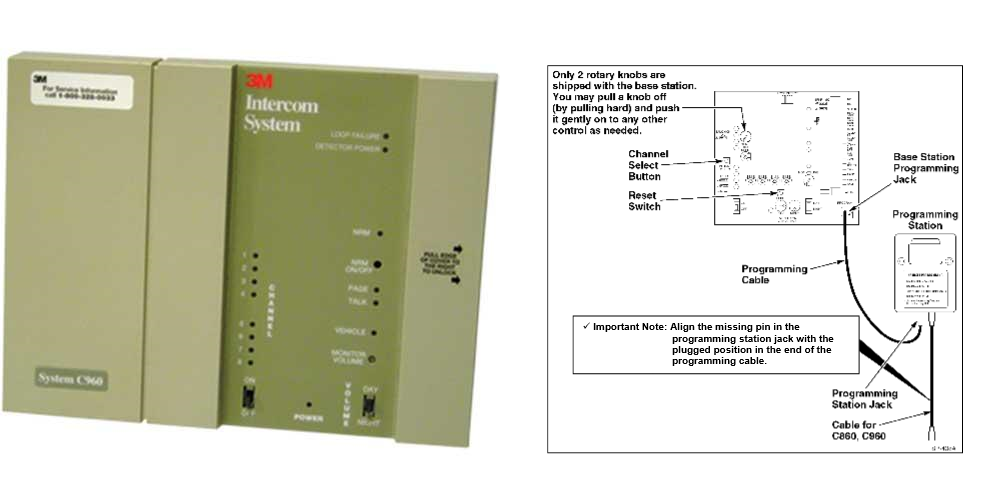 3M
For Service Information
call 1-800-328-0033
3M
Intercom
System
LOOP FAILURE
DETECTOR POWER
NRM
NRM
ON/OFF
PAGE
TALK
VEHICLE
MONITOR
VOLUME
1
2
3
4
5
6
7
8
CHANNEL
PULL EDGE
OF COVER TO
THE RIGHT
TO UNLOCK
System C960
ON
OFF
POWER
VOLUME
DAY
NIGHT
Only 2 rotary knobs are
shipped with the base station.
You may pull a knob off
(by pulling hard) and push
it gently on to any other
control as needed.
Channel
Select
Button
Reset
Switch
Base Station
Programming
Jack
Programming
Station
Programming
Cable
✓ Important Note: Align the missing pin in the
programming station jack with the
plugged position in the end of the
programming cable.
Programming
Station Jack
Cable for
C860, C960